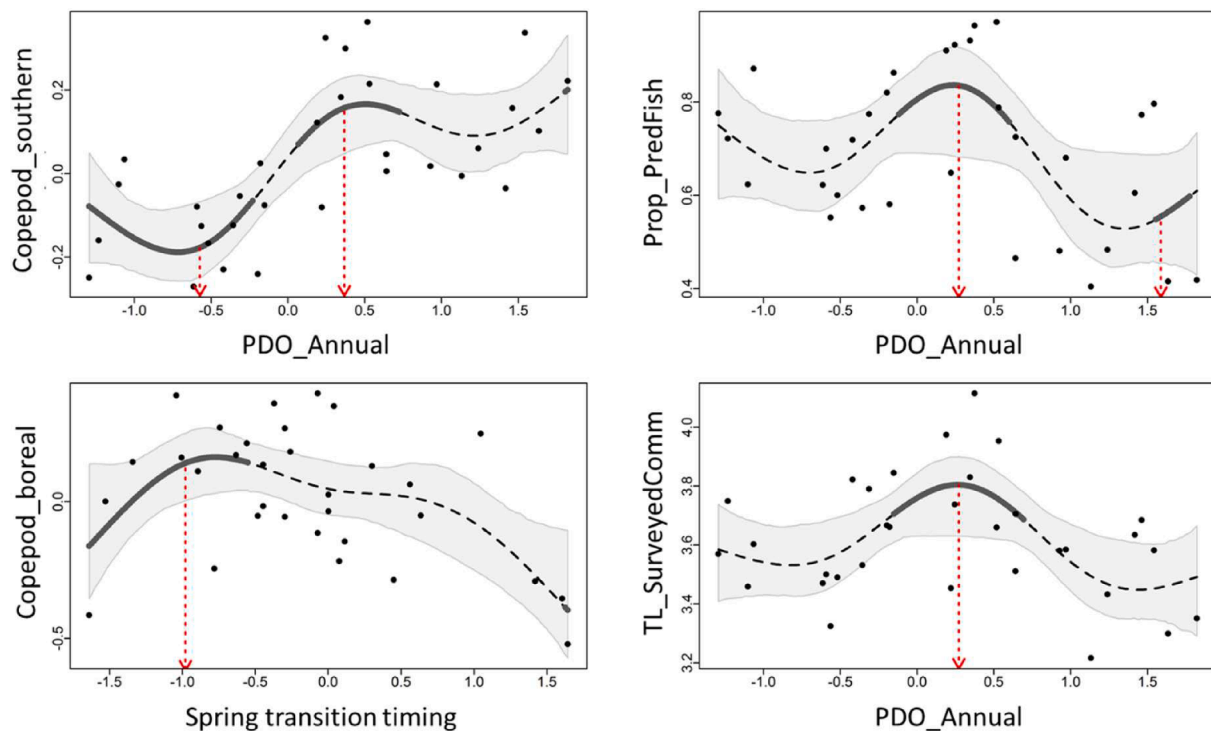 Copepod_southern
0.2
0.0
-0.2
-1.0 -0.5 0.0 0.5 1.0 1.5
PDO_Annual
Prop_PredFish
0.8
0.6
0.4
-1.0 -0.5 0.0 0.5 1.0 1.5
PDO_Annual
Copepod_boreal
0.0
-0.5
-1.5 -1.0 -0.5 0.0 0.5 1.0 1.5
Spring transition timing
TL_SurveyedComm
4.0
3.8
3.6
3.4
3.2
-1.0 -0.5 0.0 0.5 1.0 1.5
PDO_Annual